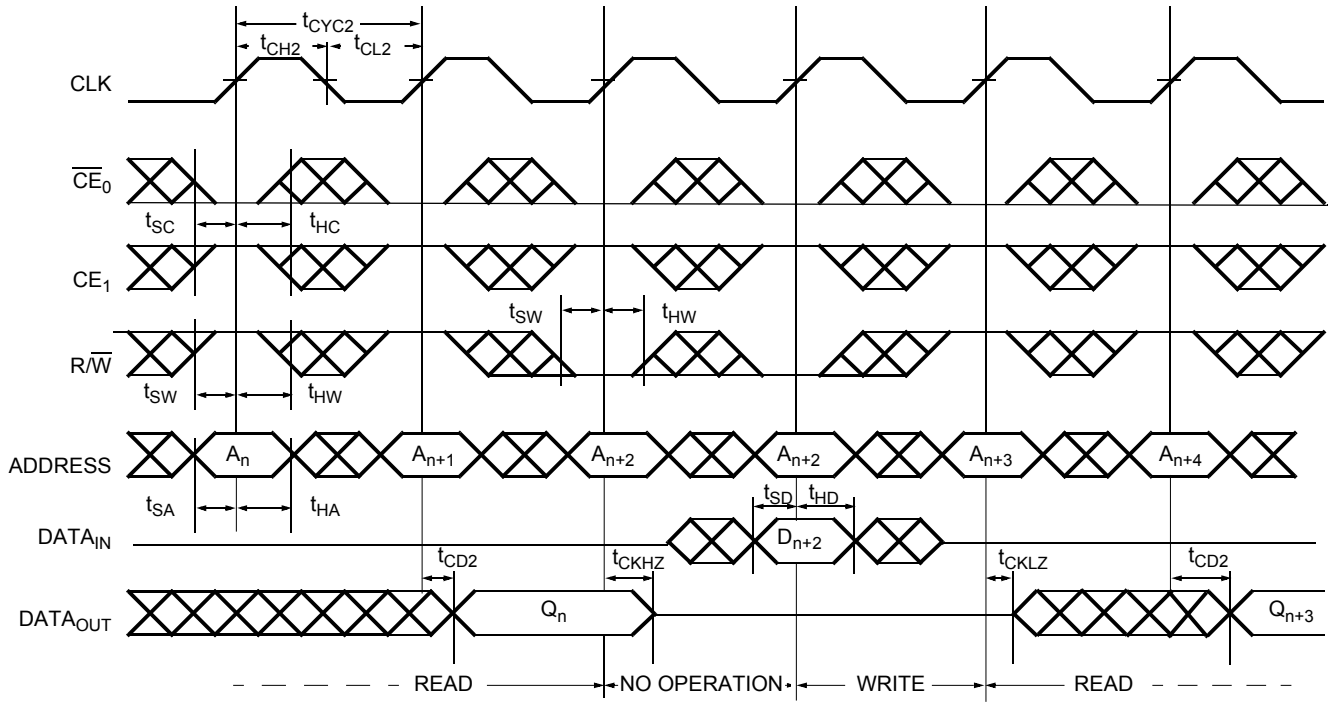 tCYC2
tCH2 tCL2
CLK
CE0
tSC tHC
CE1
tSW tHW
R/W
tSW tHW
ADDRESS An An+1 An+2 An+2 An+3 An+4
tSA tHA tSD tHD
DATAIN Dn+2
tCD2 tCKHZ tCKLZ tCD2
DATAOUT Qn Qn+3
READ NO OPERATION WRITE READ